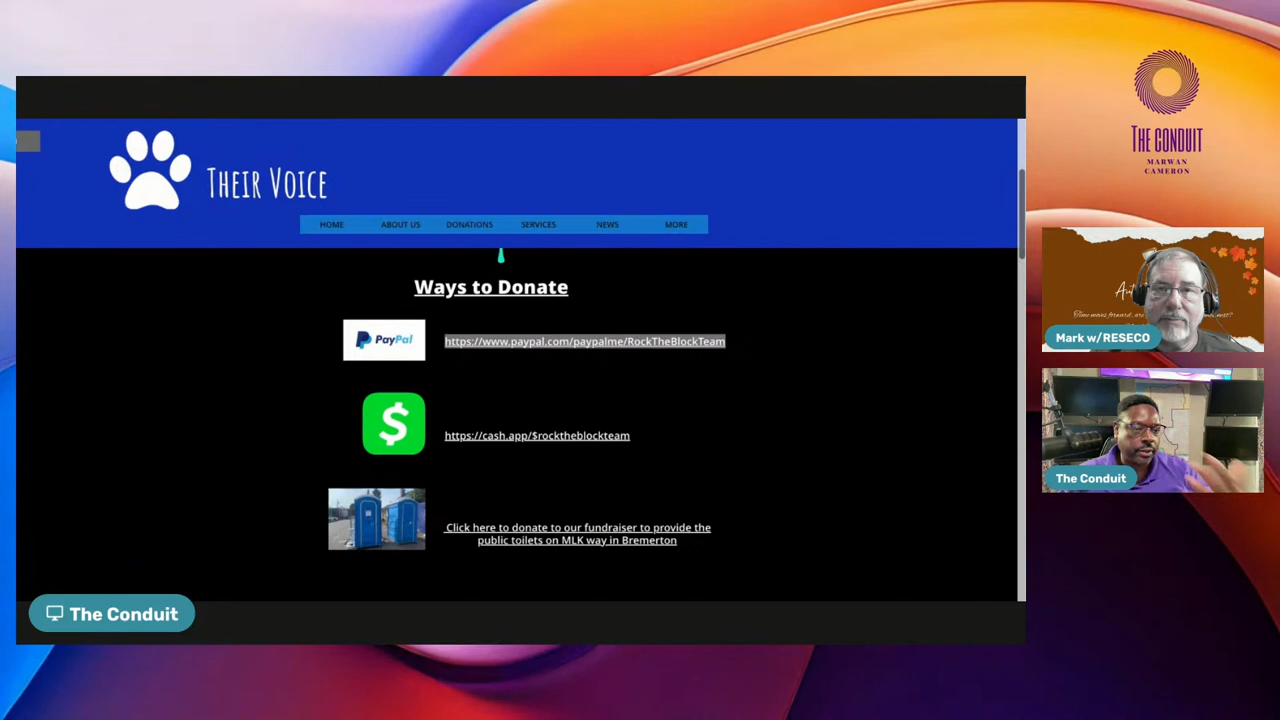 THEIR VOICE
HOME ABOUT US DONATIONS SERVICES NEWS MORE
Ways to Donate
PayPal
https://www.paypal.com/paypalme/RockTheBlockTeam
$
https://cash.app/$rocktheblockteam
Click here to donate to our fundraiser to provide the
public toilets on MLK way in Bremerton
The Conduit
THE CONDUIT
MARWAN
CAMERON
Mark w/RESECO
The Conduit